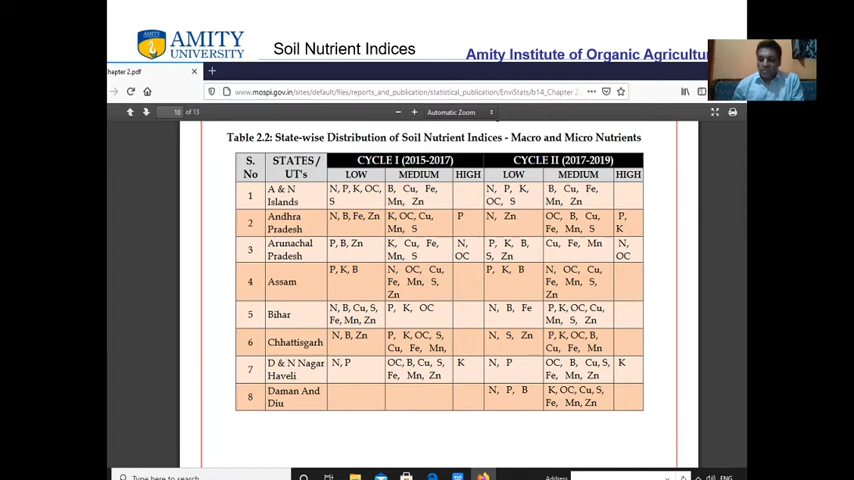 AMITY
UNIVERSITY
Soil Nutrient Indices
Amity Institute of Organic
hapter 2.pdf
www.mospi.gov.in/sites/default/files/reports_and_publication/statistical_publication/EnviStats/b14_Chapter 2.
10 of 13
Automatic Zoom
Table 2.2: State-wise Distribution of Soil Nutrient Indices - Macro and Micro Nutrients
S. No STATES / UT's CYCLE I (2015-2017) CYCLE II (2017-2019)
LOW MEDIUM HIGH LOW MEDIUM HIGH
1 A & N Islands N, P, K, OC, S B, Cu, Fe, Mn, Zn N, P, K, OC, S B, Cu, Fe, Mn, Zn
2 Andhra Pradesh N, B, Fe, Zn K, OC, Cu, Mn, S P N, Zn OC, B, Cu, Fe, Mn, S P, K
3 Arunachal Pradesh P, B, Zn K, Cu, Fe, Mn, S N, OC P, K, B, S, Zn Cu, Fe, Mn N, OC
4 Assam P, K, B N, OC, Cu, Fe, Mn, S, Zn P, K, B N, OC, Cu, Fe, Mn, S, Zn
5 Bihar N, B, Cu, S, Fe, Mn, Zn P, K, OC N, B, Fe P, K, OC, Cu, Mn, S, Zn
6 Chhattisgarh N, B, Zn P, K, OC, S, Cu, Fe, Mn, N, S, Zn P, K, OC, B, Cu, Fe, Mn
7 D & N Nagar Haveli N, P OC, B, Cu, S, Fe, Mn, Zn K N, P OC, B, Cu, S, Fe, Mn, Zn K
8 Daman And Diu N, P, B K, OC, Cu, S, Fe, Mn, Zn
Type here to search
Address
ENG